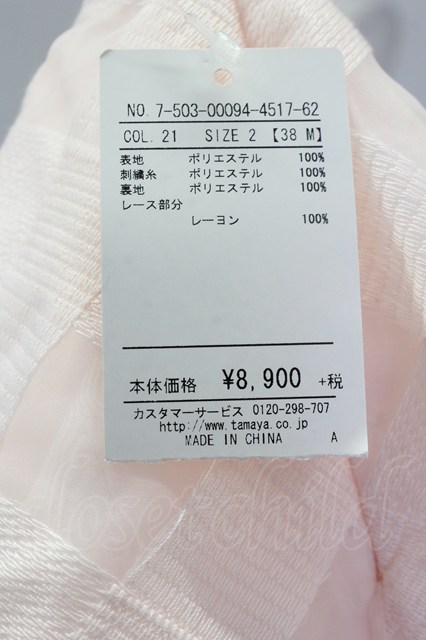 NO. 7-503-00094-4517-62
COL. 21 SIZE 2 【38 M】
表地 ポリエステル 100%
刺繍糸 ポリエステル 100%
裏地 ポリエステル 100%
レース部分
レーヨン 100%
本体価格 ¥8,900 +税
カスタマーサービス 0120-298-707
http://www.tamaya.co.jp
MADE IN CHINA A
closet child